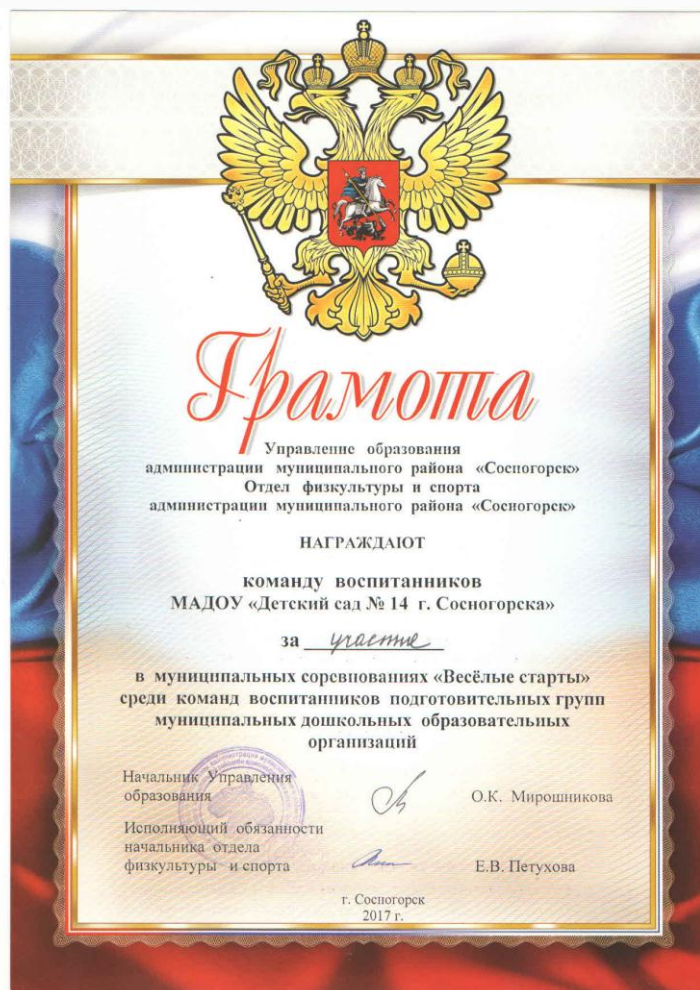 Грамота
Управление образования
администрации муниципального района «Сосногорск»
Отдел физкультуры и спорта
администрации муниципального района «Сосногорск»
НАГРАЖДАЮТ
команду воспитанников
МАДОУ «Детский сад № 14 г. Сосногорска»
за участие
в муниципальных соревнованиях «Весёлые старты»
среди команд воспитанников подготовительных групп
муниципальных дошкольных образовательных
организаций
Начальник Управления
образования О.К. Мирошникова
Исполняющий обязанности
начальника отдела
физкультуры и спорта Е.В. Петухова
г. Сосногорск
2017 г.